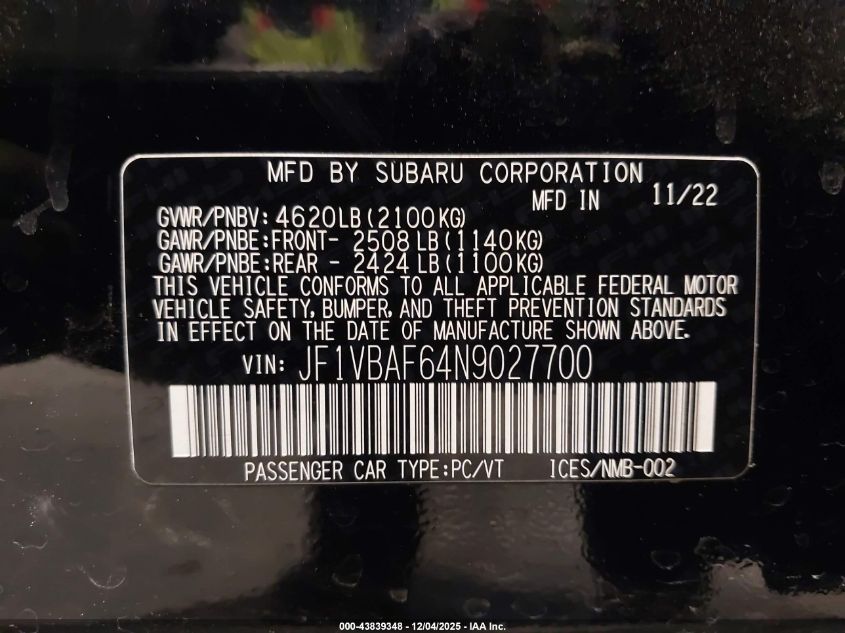 MFD BY SUBARU CORPORATION
MFD IN 11/22
GVWR/PNBV: 4620LB (2100KG)
GAWR/PNBE:FRONT- 2508 LB (1140KG)
GAWR/PNBE:REAR - 2424 LB (1100KG)
THIS VEHICLE CONFORMS TO ALL APPLICABLE FEDERAL MOTOR
VEHICLE SAFETY, BUMPER, AND THEFT PREVENTION STANDARDS
IN EFFECT ON THE DATE OF MANUFACTURE SHOWN ABOVE.
VIN: JF1VBAF64N9027700
PASSENGER CAR TYPE:PC/VT ICES/NMB-002
000-43839348 - 12/04/2025 - IAA Inc.